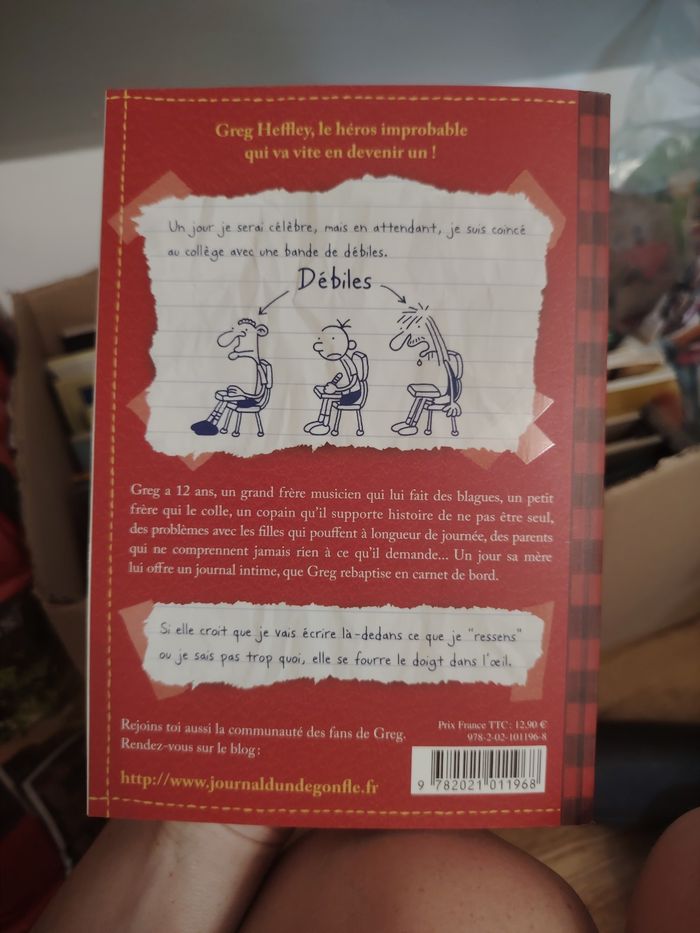 Greg Heffley, le héros improbable
qui va vite en devenir un !
Un jour je serai célèbre, mais en attendant, je suis coincé
au collège avec une bande de débiles.
Débiles
Greg a 12 ans, un grand frère musicien qui lui fait des blagues, un petit
frère qui le colle, un copain qu'il supporte histoire de ne pas être seul,
des problèmes avec les filles qui pouffent à longueur de journée, des parents
qui ne comprennent jamais rien à ce qu'il demande... Un jour sa mère
lui offre un journal intime, que Greg rebaptise en carnet de bord.
Si elle croit que je vais écrire là-dedans ce que je "ressens"
ou je sais pas trop quoi, elle se fourre le doigt dans l'œil.
Rejoins toi aussi la communauté des fans de Greg.
Rendez-vous sur le blog :
http://www.journaldundegonfle.fr
Prix France TTC : 12,90 €
978-2-02-101196-8
9 782021 011968